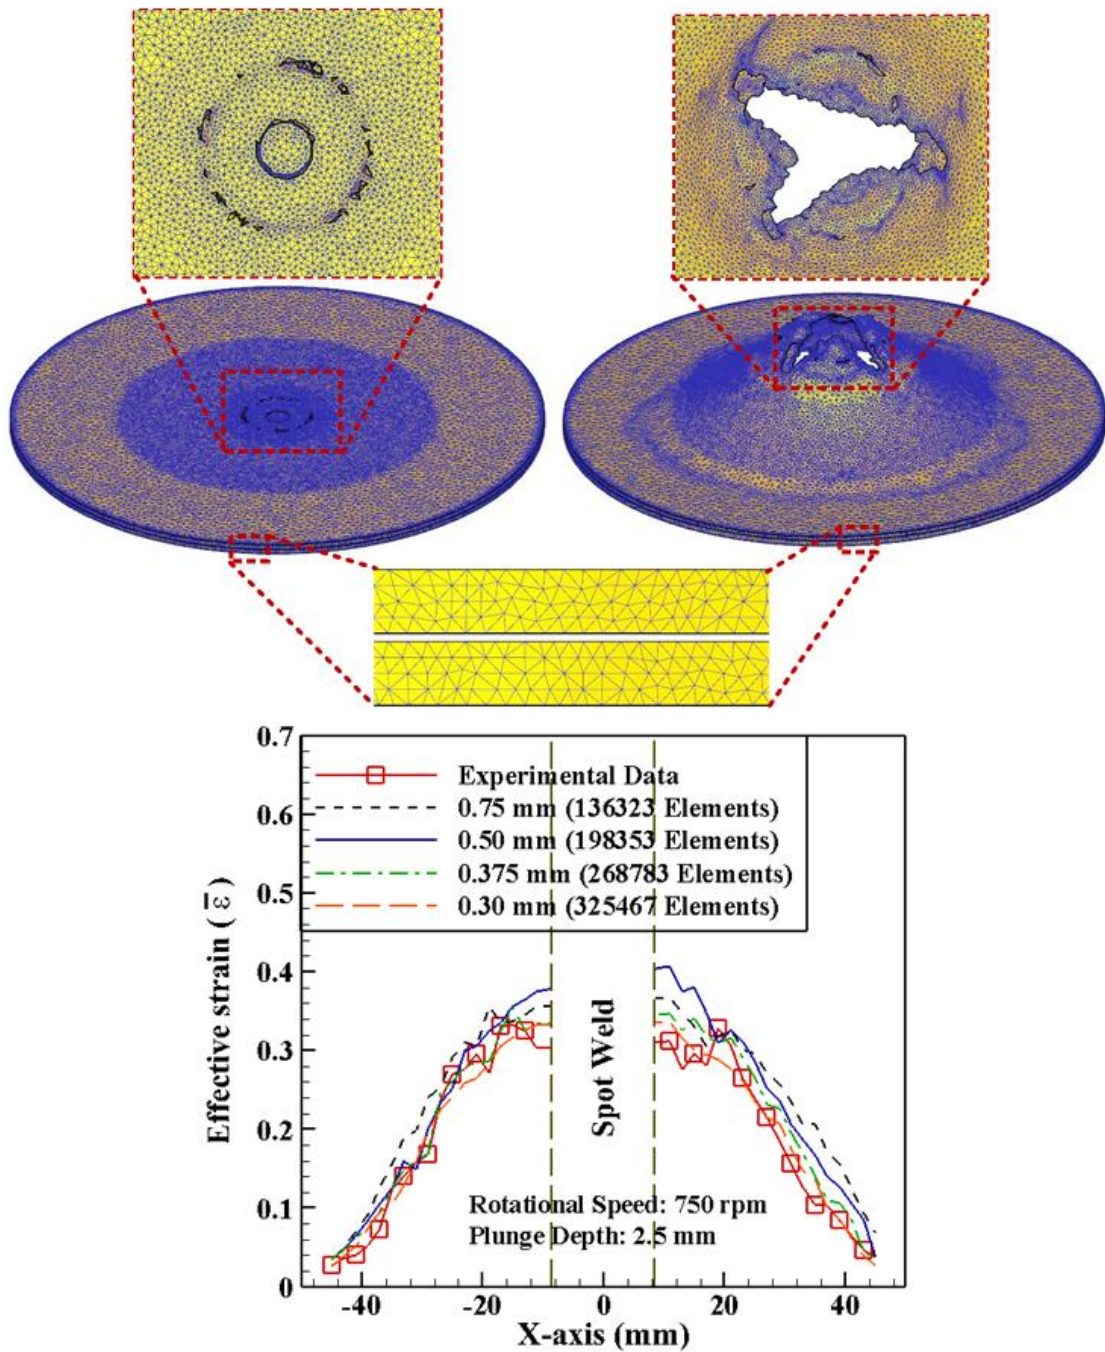 0.7
0.6
0.5
0.4
0.3
0.2
0.1
0
Effective strain ( ε̄ )
Experimental Data
0.75 mm (136323 Elements)
0.50 mm (198353 Elements)
0.375 mm (268783 Elements)
0.30 mm (325467 Elements)
Spot Weld
Rotational Speed: 750 rpm
Plunge Depth: 2.5 mm
-40 -20 0 20 40
X-axis (mm)